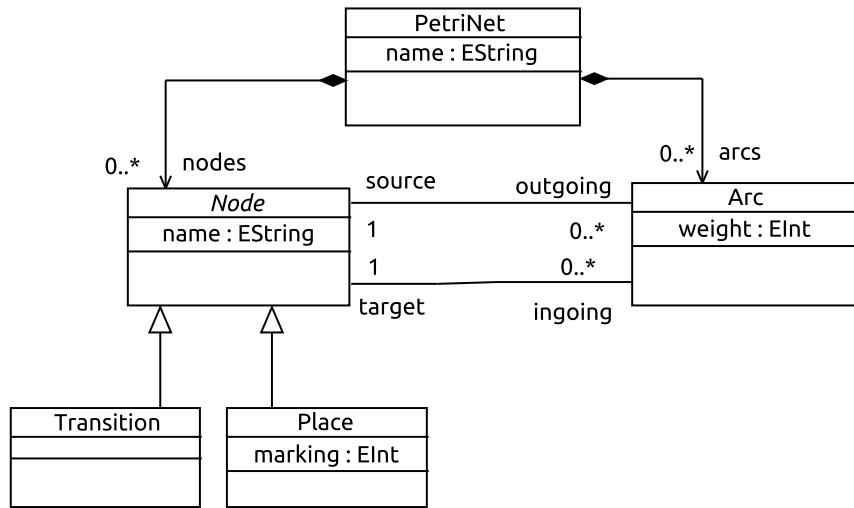 PetriNet
name : EString
0..*
nodes
0..*
arcs
source
outgoing
Node
name : EString
1
0..*
Arc
weight : EInt
1
0..*
target
ingoing
Transition
Place
marking : EInt